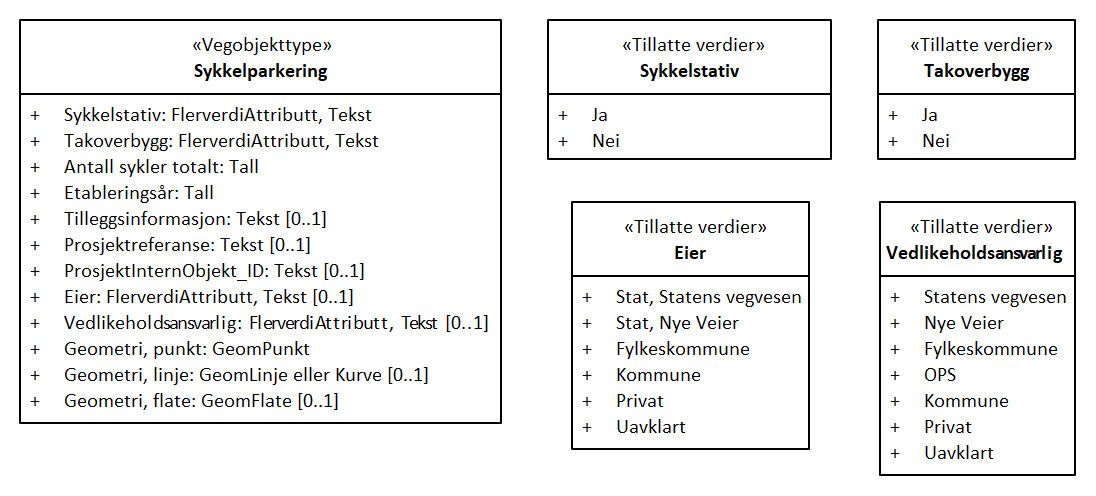 «Vegobjekttype»
Sykkelparkering
+ Sykkelstativ: FlerverdiAttributt, Tekst
+ Takoverbygg: FlerverdiAttributt, Tekst
+ Antall sykler totalt: Tall
+ Etableringsår: Tall
+ Tilleggsinformasjon: Tekst [0..1]
+ Prosjektreferanse: Tekst [0..1]
+ ProsjektInternObjekt_ID: Tekst [0..1]
+ Eier: FlerverdiAttributt, Tekst [0..1]
+ Vedlikeholdsansvarlig: FlerverdiAttributt, Tekst [0..1]
+ Geometri, punkt: GeomPunkt
+ Geometri, linje: GeomLinje eller Kurve [0..1]
+ Geometri, flate: GeomFlate [0..1]
«Tillatte verdier»
Sykkelstativ
+ Ja
+ Nei
«Tillatte verdier»
Takoverbygg
+ Ja
+ Nei
«Tillatte verdier»
Eier
+ Stat, Statens vegvesen
+ Stat, Nye Veier
+ Fylkeskommune
+ Kommune
+ Privat
+ Uavklart
«Tillatte verdier»
Vedlikeholdsansvarlig
+ Statens vegvesen
+ Nye Veier
+ Fylkeskommune
+ OPS
+ Kommune
+ Privat
+ Uavklart